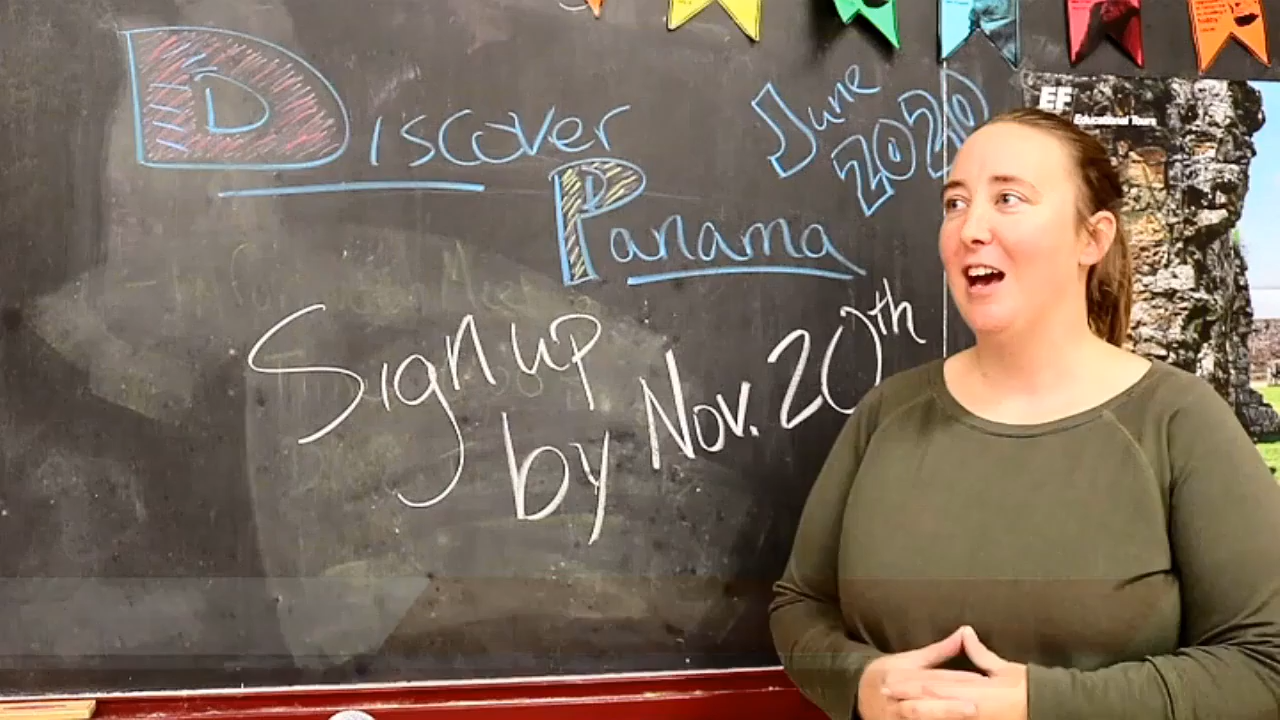 Discover
Panama
June
2020
EF
Educational Tours
Sign up
by Nov. 20th